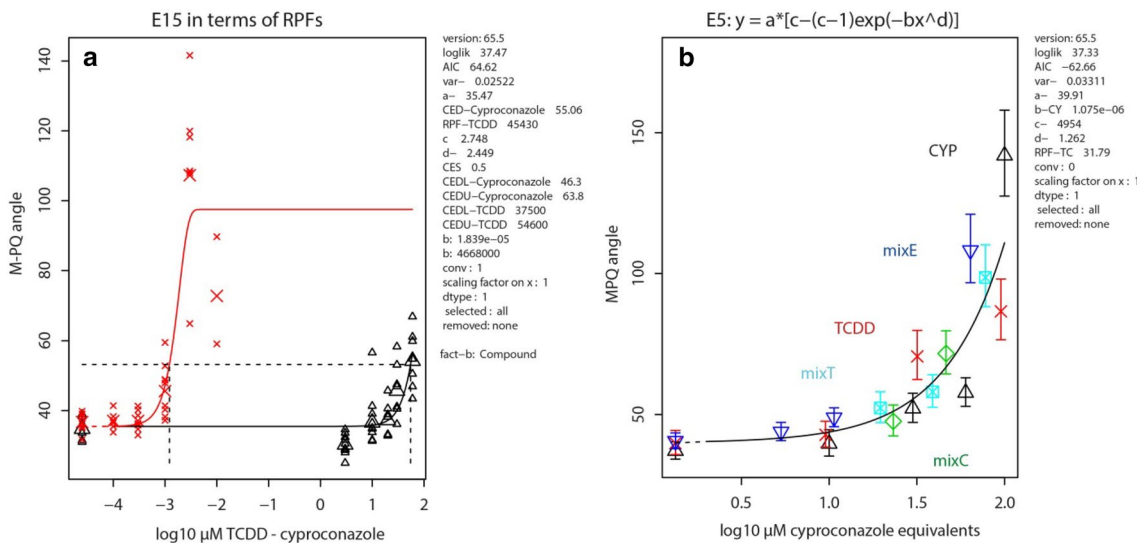 E15 in terms of RPFs
a
M-PQ angle
140
120
100
80
60
40
−4
−3
−2
−1
0
1
2
log10 µM TCDD - cyproconazole
version: 65.5
loglik 37.47
AIC 64.62
var− 0.02522
a− 35.47
CED−Cyproconazole 55.06
RPF−TCDD 45430
c 2.748
d− 2.449
CES 0.5
CEDL−Cyproconazole 46.3
CEDU−Cyproconazole 63.8
CEDL−TCDD 37500
CEDU−TCDD 54600
b: 1.839e−05
b: 4668000
conv : 1
scaling factor on x : 1
dtype : 1
selected : all
removed: none
fact−b: Compound
E5: y = a*[c−(c−1)exp(−bx^d)]
b
MPQ angle
150
100
50
CYP
mixE
TCDD
mixT
mixC
0.5
1.0
1.5
2.0
log10 µM cyproconazole equivalents
version: 65.5
loglik 37.33
AIC −62.66
var− 0.03311
a− 39.91
b−CY 1.075e−06
c− 4954
d− 1.262
RPF−TC 31.79
conv : 0
scaling factor on x : 1
dtype : 1
selected : all
removed: none